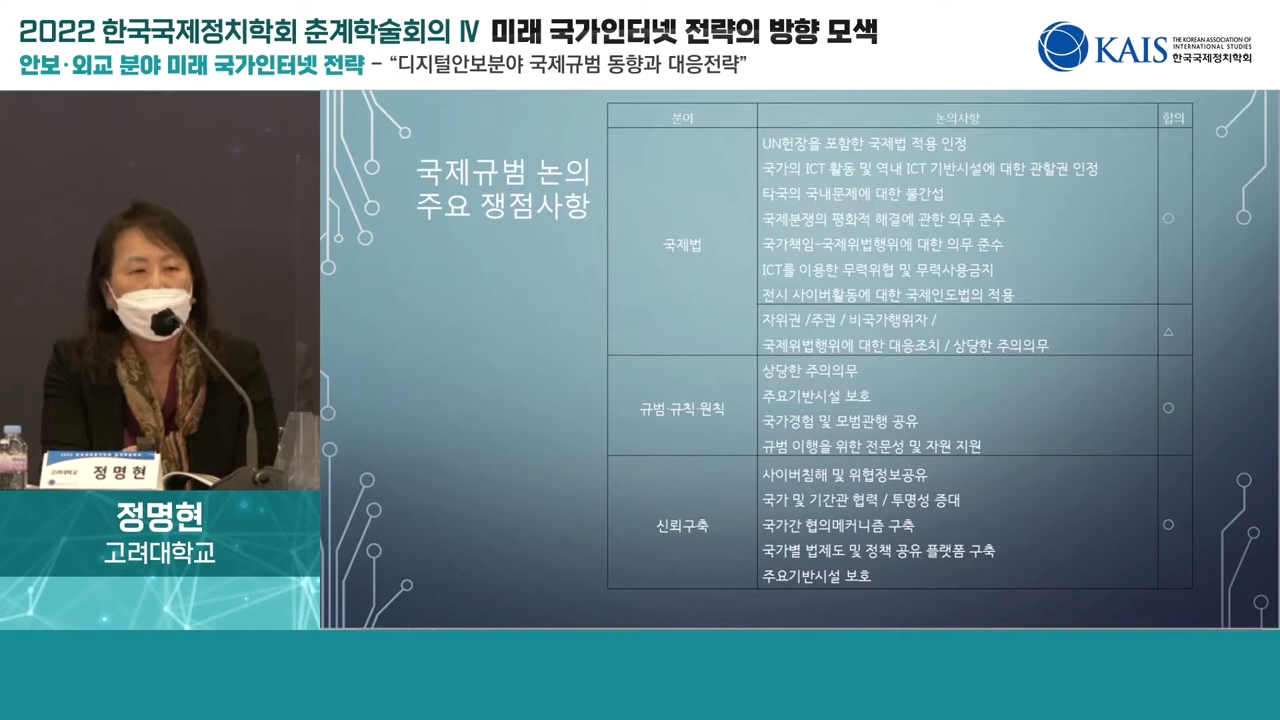 2022 한국국제정치학회 춘계학술회의 Ⅳ 미래 국가인터넷 전략의 방향 모색
안보·외교 분야 미래 국가인터넷 전략 - “디지털안보분야 국제규범 동향과 대응전략”
KAIS
THE KOREAN ASSOCIATION OF
INTERNATIONAL STUDIES
한국국제정치학회
국제규범 논의
주요 쟁점사항
분야 논의사항 합의
국제법
UN헌장을 포함한 국제법 적용 인정
국가의 ICT 활동 및 역내 ICT 기반시설에 대한 관할권 인정
타국의 국내문제에 대한 불간섭
국제분쟁의 평화적 해결에 관한 의무 준수
국가책임-국제위법행위에 대한 의무 준수
ICT를 이용한 무력위협 및 무력사용금지
전시 사이버활동에 대한 국제인도법의 적용
○
자위권 /주권 / 비국가행위자 /
국제위법행위에 대한 대응조치 / 상당한 주의의무
△
규범·규칙·원칙
상당한 주의의무
주요기반시설 보호
국가경험 및 모범관행 공유
규범 이행을 위한 전문성 및 자원 지원
○
신뢰구축
사이버침해 및 위협정보공유
국가 및 기간관 협력 / 투명성 증대
국가간 협의메커니즘 구축
국가별 법제도 및 정책 공유 플랫폼 구축
주요기반시설 보호
○
고려대학교 정명현
정명현
고려대학교